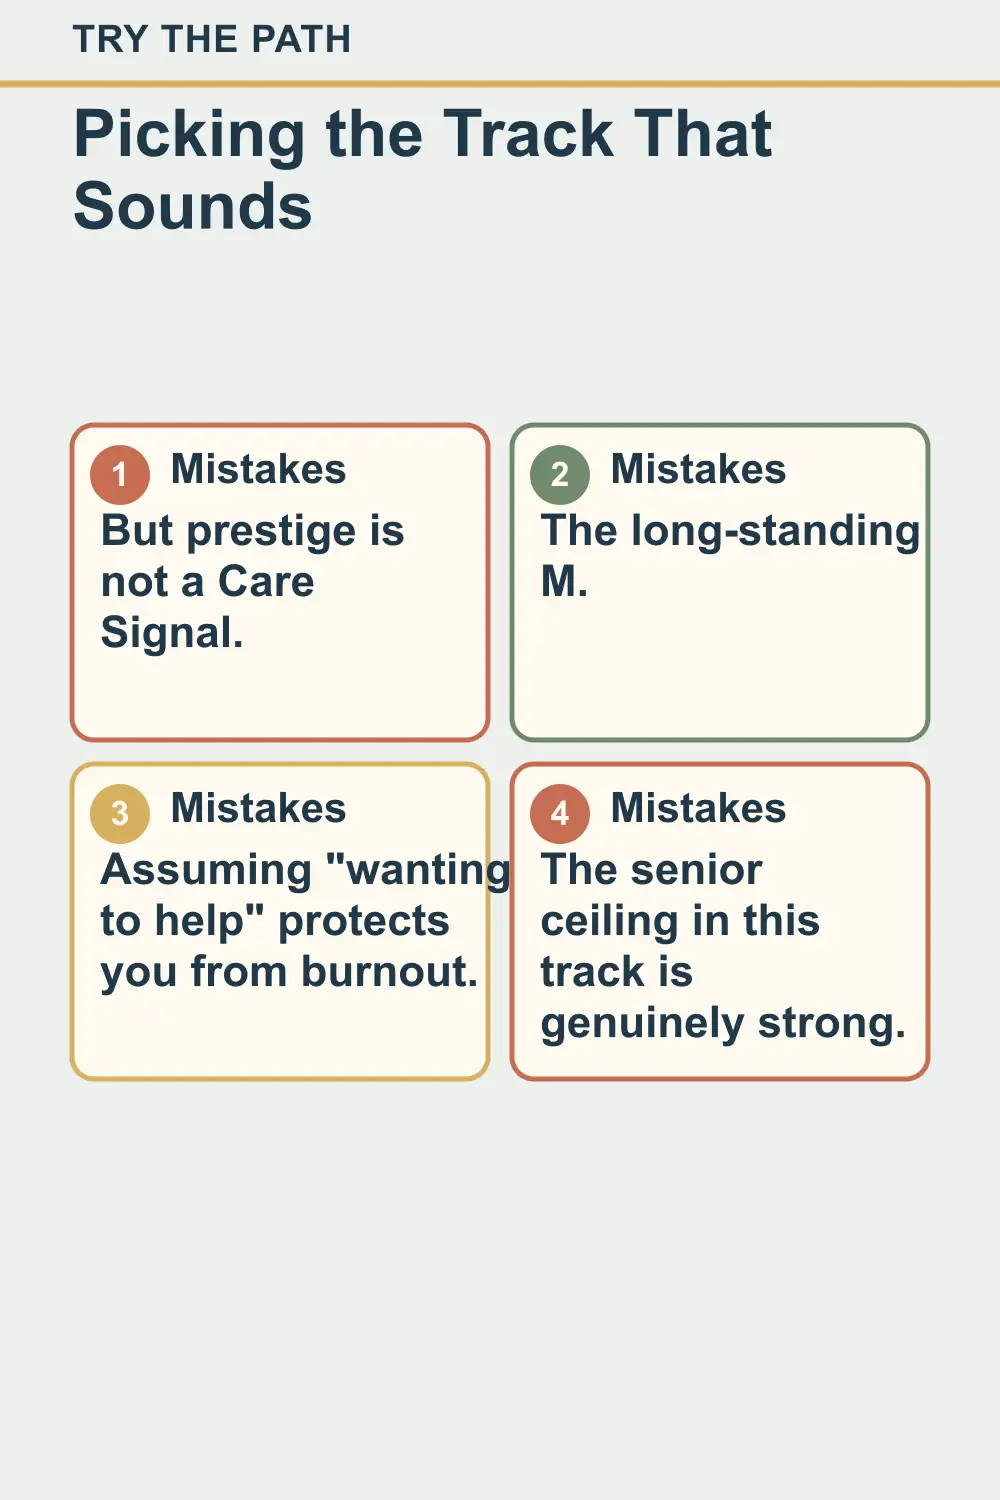 TRY THE PATH
Picking the Track That
Sounds
1 Mistakes
But prestige is
not a Care
Signal.
2 Mistakes
The long-standing
M.
3 Mistakes
Assuming "wanting
to help" protects
you from burnout.
4 Mistakes
The senior
ceiling in this
track is
genuinely strong.